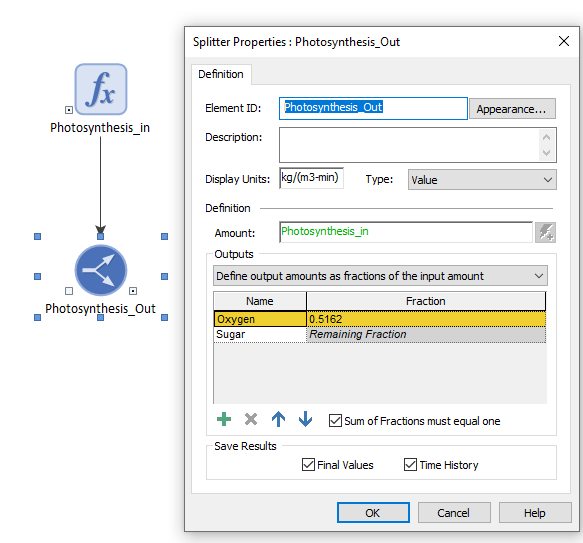 Splitter Properties : Photosynthesis_Out
Definition
Element ID: Photosynthesis_Out Appearance...
Description:
Display Units: kg/(m3-min) Type: Value
Definition
Amount: Photosynthesis_in
Outputs
Define output amounts as fractions of the input amount
Name Fraction
Oxygen 0.5162
Sugar Remaining Fraction
Sum of Fractions must equal one
Save Results
Final Values Time History
OK Cancel Help
fx
Photosynthesis_in
Photosynthesis_Out